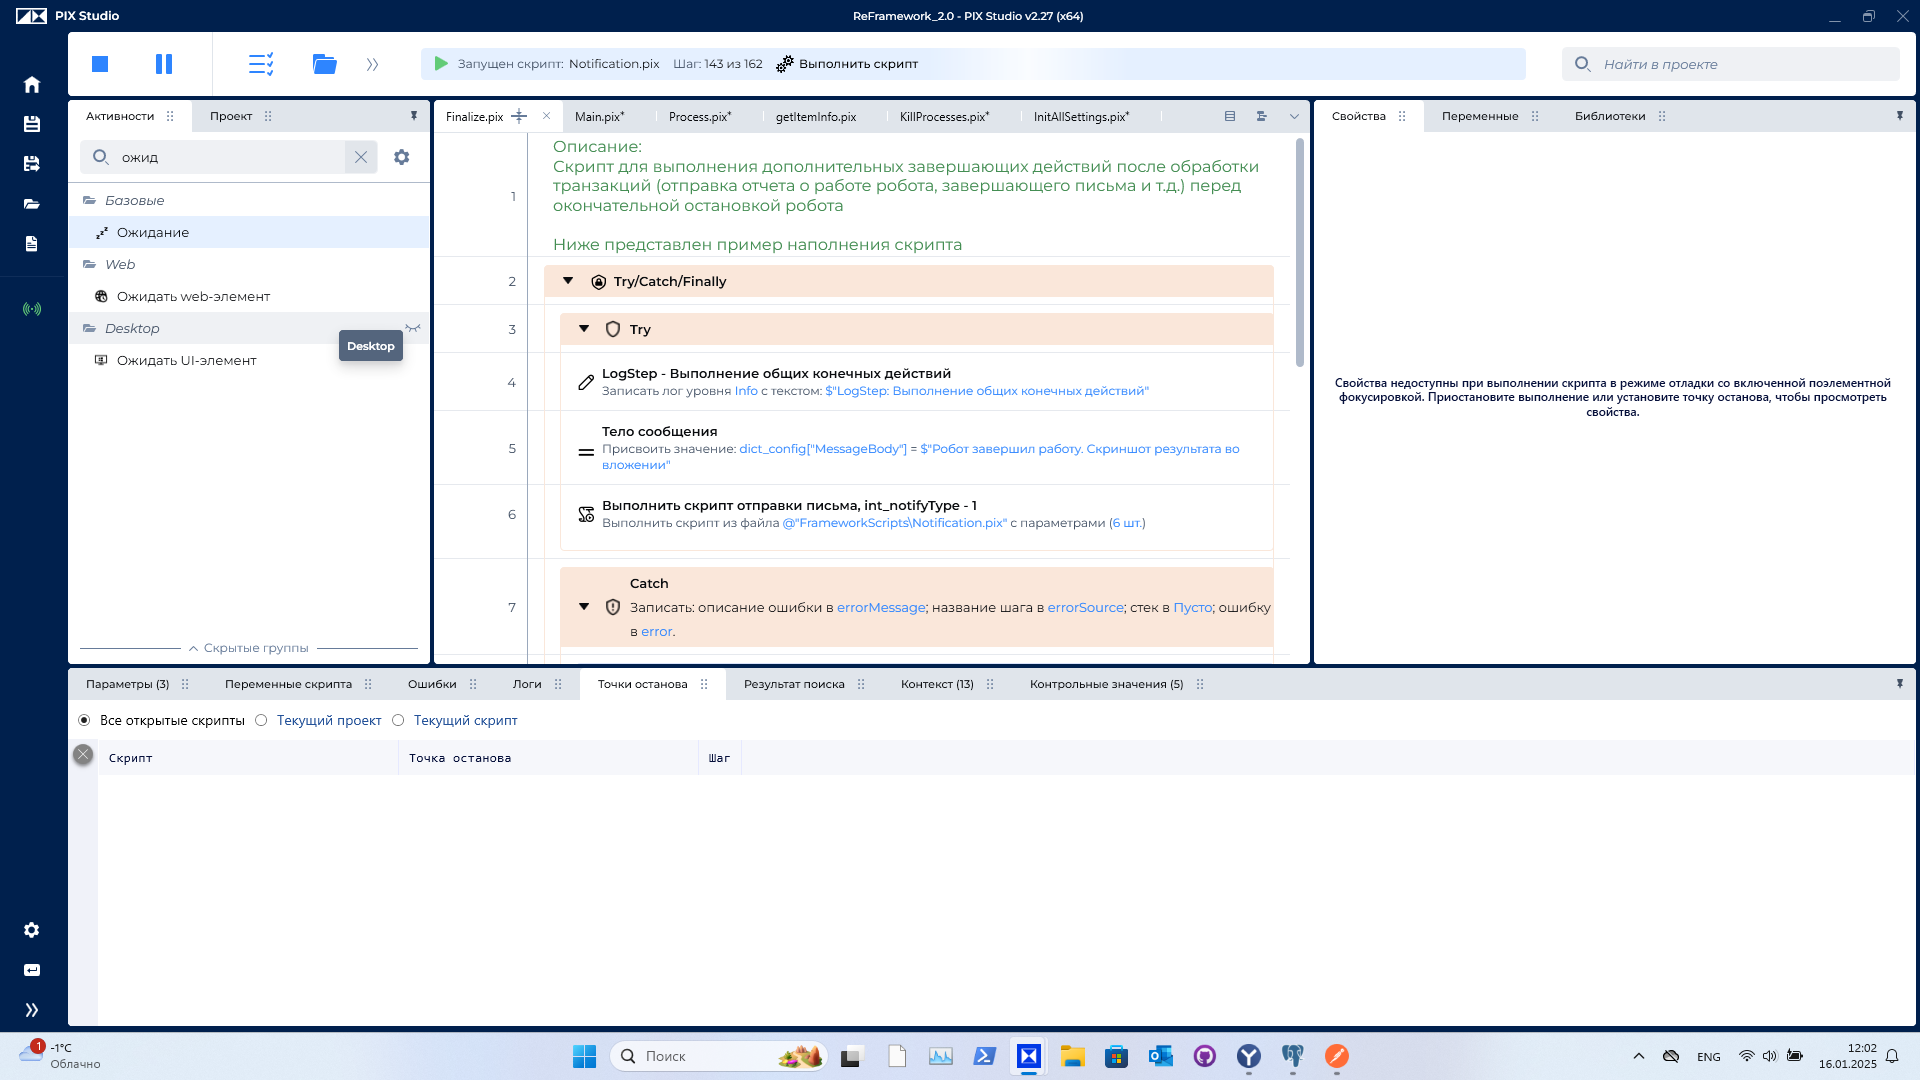 PIX Studio
ReFramework_2.0 - PIX Studio v2.27 (x64)
Запущен скрипт: Notification.pix Шаг: 143 из 162 Выполнить скрипт
Найти в проекте
Активности
Проект
ожид
Базовые
Ожидание
Web
Ожидать web-элемент
Desktop
Desktop
Ожидать UI-элемент
Скрытые группы
Finalize.pix
Main.pix*
Process.pix*
getItemInfo.pix
KillProcesses.pix*
InitAllSettings.pix*
1
Описание:
Скрипт для выполнения дополнительных завершающих действий после обработки
транзакций (отправка отчета о работе робота, завершающего письма и т.д.) перед
окончательной остановкой робота
Ниже представлен пример наполнения скрипта
2
Try/Catch/Finally
3
Try
4
LogStep - Выполнение общих конечных действий
Записать лог уровня Info с текстом: $"LogStep: Выполнение общих конечных действий"
5
Тело сообщения
Присвоить значение: dict_config["MessageBody"] = $"Робот завершил работу. Скриншот результата во
вложении"
6
Выполнить скрипт отправки письма, int_notifyType - 1
Выполнить скрипт из файла @"FrameworkScripts\Notification.pix" с параметрами (6 шт.)
7
Catch
Записать: описание ошибки в errorMessage; название шага в errorSource; стек в Пусто; ошибку
в error.
Свойства
Переменные
Библиотеки
Свойства недоступны при выполнении скрипта в режиме отладки со включенной поэлементной
фокусировкой. Приостановите выполнение или установите точку останова, чтобы просмотреть
свойства.
Параметры (3)
Переменные скрипта
Ошибки
Логи
Точки останова
Результат поиска
Контекст (13)
Контрольные значения (5)
Все открытые скрипты
Текущий проект
Текущий скрипт
Скрипт
Точка останова
Шаг
1
-1°C
Облачно
Поиск
ENG
12:02
16.01.2025